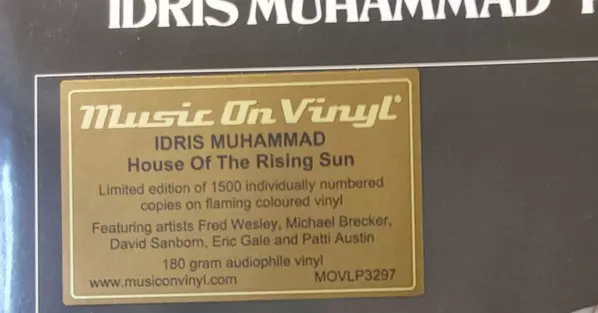 IDRIS MUHAMMAD
Music On Vinyl®
IDRIS MUHAMMAD
House Of The Rising Sun
Limited edition of 1500 individually numbered
copies on flaming coloured vinyl
Featuring artists Fred Wesley, Michael Brecker,
David Sanborn, Eric Gale and Patti Austin
180 gram audiophile vinyl
www.musiconvinyl.com MOVLP3297